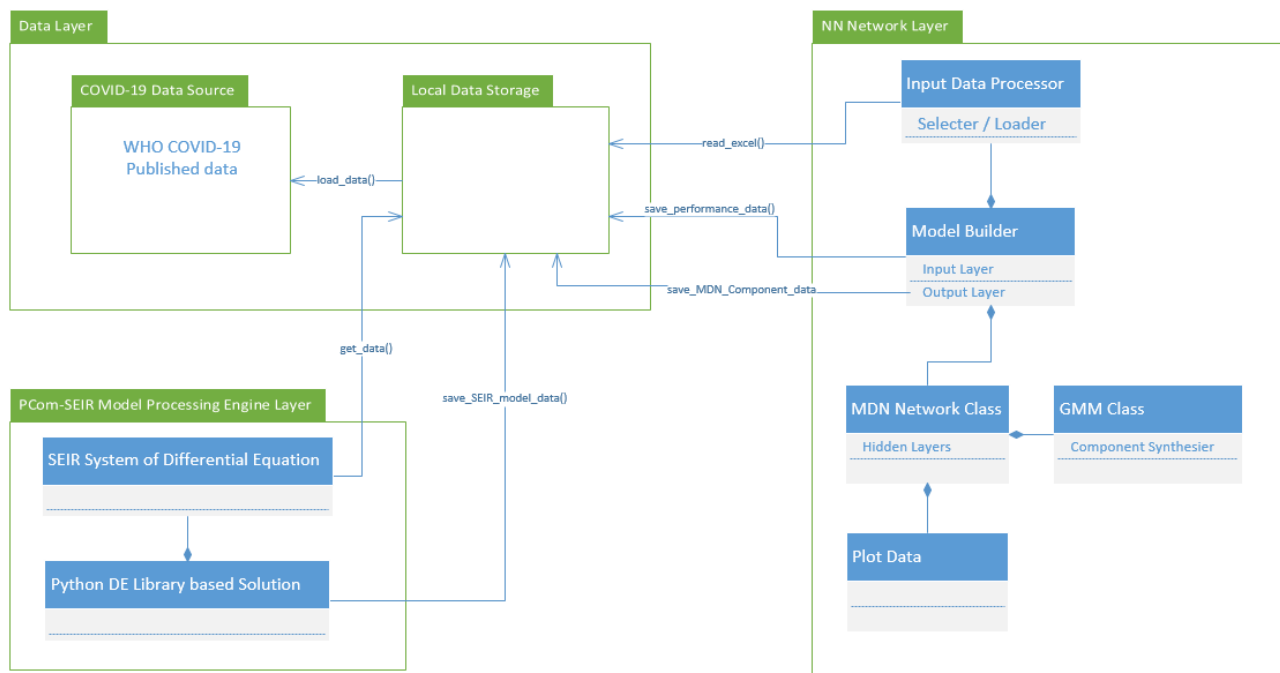 Data Layer
COVID-19 Data Source
WHO COVID-19
Published data
Local Data Storage
load_data()
read_excel()
save_performance_data()
save_MDN_Component_data
get_data()
save_SEIR_model_data()
PCom-SEIR Model Processing Engine Layer
SEIR System of Differential Equation
Python DE Library based Solution
NN Network Layer
Input Data Processor
Selecter / Loader
Model Builder
Input Layer
Output Layer
MDN Network Class
Hidden Layers
GMM Class
Component Synthesier
Plot Data